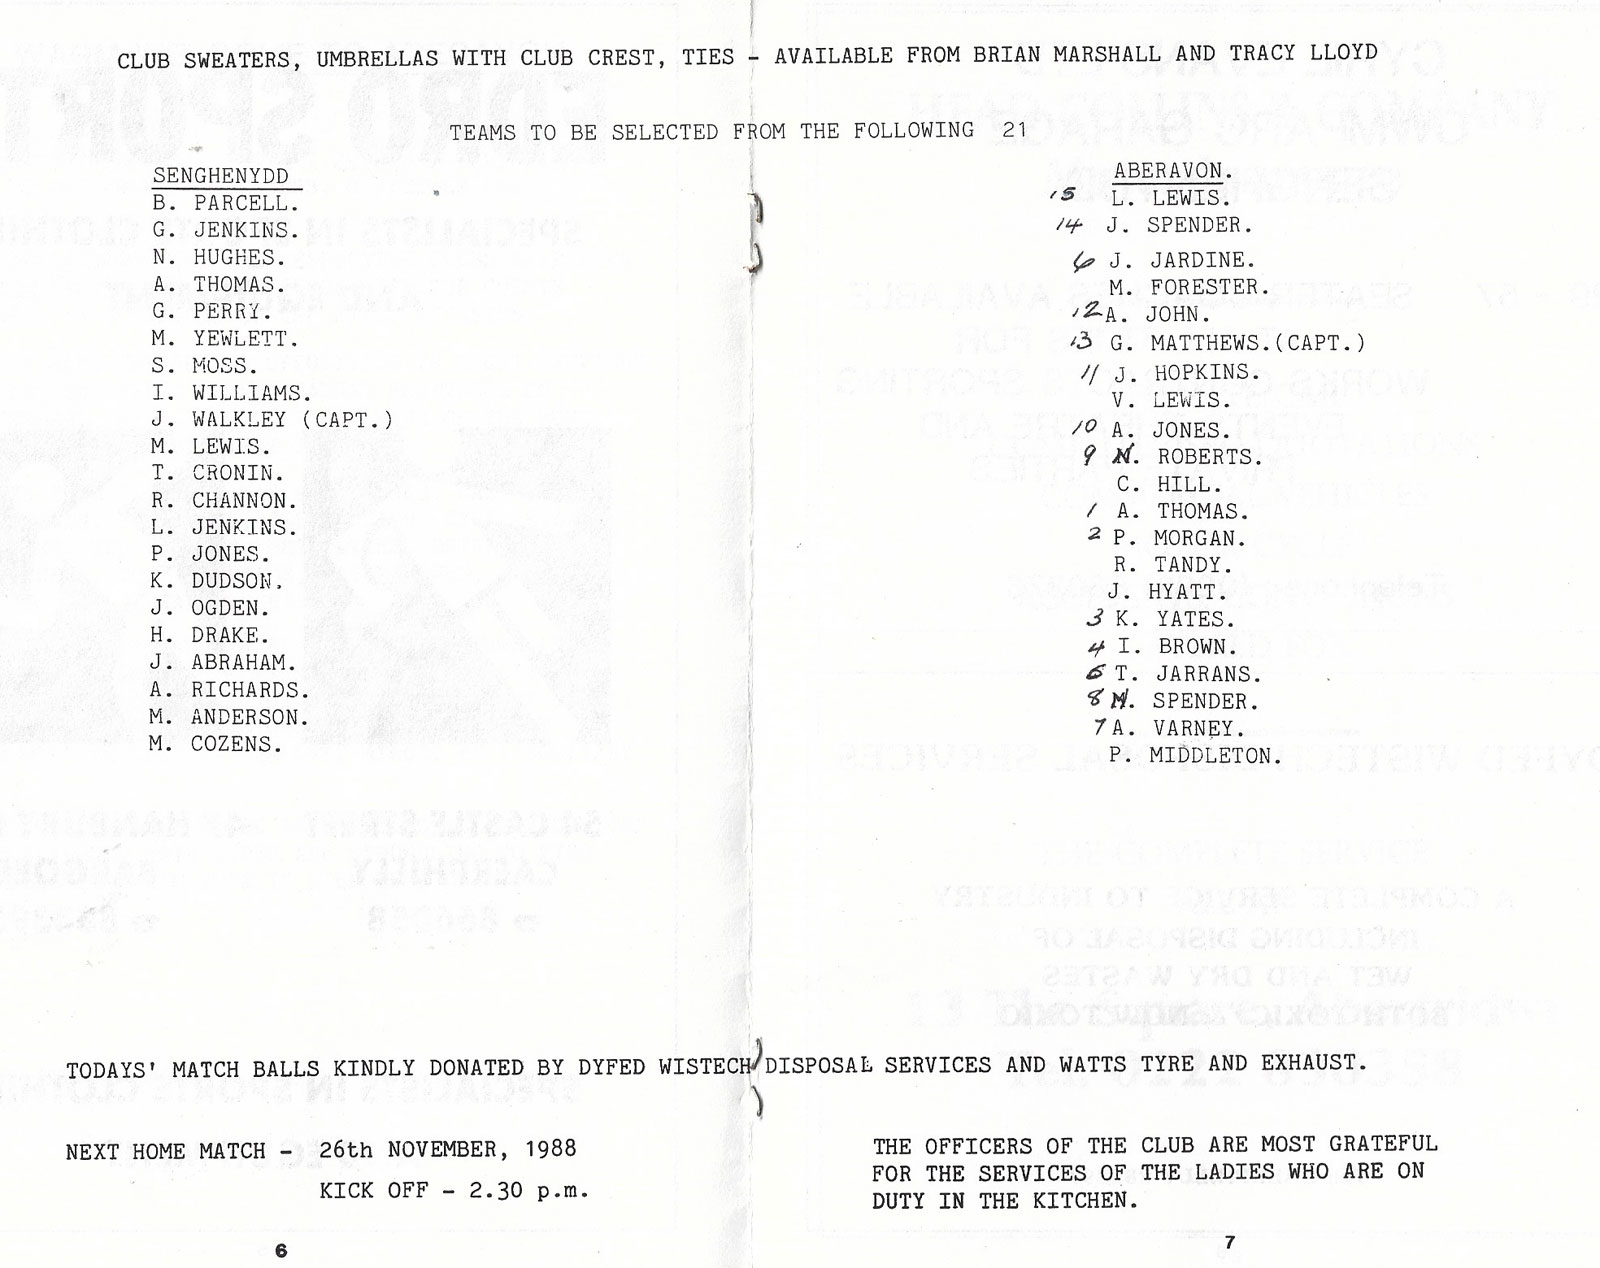 CLUB SWEATERS, UMBRELLAS WITH CLUB CREST, TIES - AVAILABLE FROM BRIAN MARSHALL AND TRACY LLOYD
TEAMS TO BE SELECTED FROM THE FOLLOWING 21
SENGHENYDD
B. PARCELL.
G. JENKINS.
N. HUGHES.
A. THOMAS.
G. PERRY.
M. YEWLETT.
S. MOSS.
I. WILLIAMS.
J. WALKLEY (CAPT.)
M. LEWIS.
T. CRONIN.
R. CHANNON.
L. JENKINS.
P. JONES.
K. DUDSON.
J. OGDEN.
H. DRAKE.
J. ABRAHAM.
A. RICHARDS.
M. ANDERSON.
M. COZENS.
ABERAVON.
15 L. LEWIS.
14 J. SPENDER.
6 J. JARDINE.
M. FORESTER.
12 A. JOHN.
13 G. MATTHEWS.(CAPT.)
11 J. HOPKINS.
V. LEWIS.
10 A. JONES.
9 N. ROBERTS.
C. HILL.
1 A. THOMAS.
2 P. MORGAN.
R. TANDY.
J. HYATT.
3 K. YATES.
4 I. BROWN.
T. JARRANS.
8 SPENDER.
7 A. VARNEY.
P. MIDDLETON.
TODAYS' MATCH BALLS KINDLY DONATED BY DYFED WISTECH DISPOSAL SERVICES AND WATTS TYRE AND EXHAUST.
NEXT HOME MATCH - 26th NOVEMBER, 1988
KICK OFF - 2.30 p.m.
THE OFFICERS OF THE CLUB ARE MOST GRATEFUL
FOR THE SERVICES OF THE LADIES WHO ARE ON
DUTY IN THE KITCHEN.
6
7